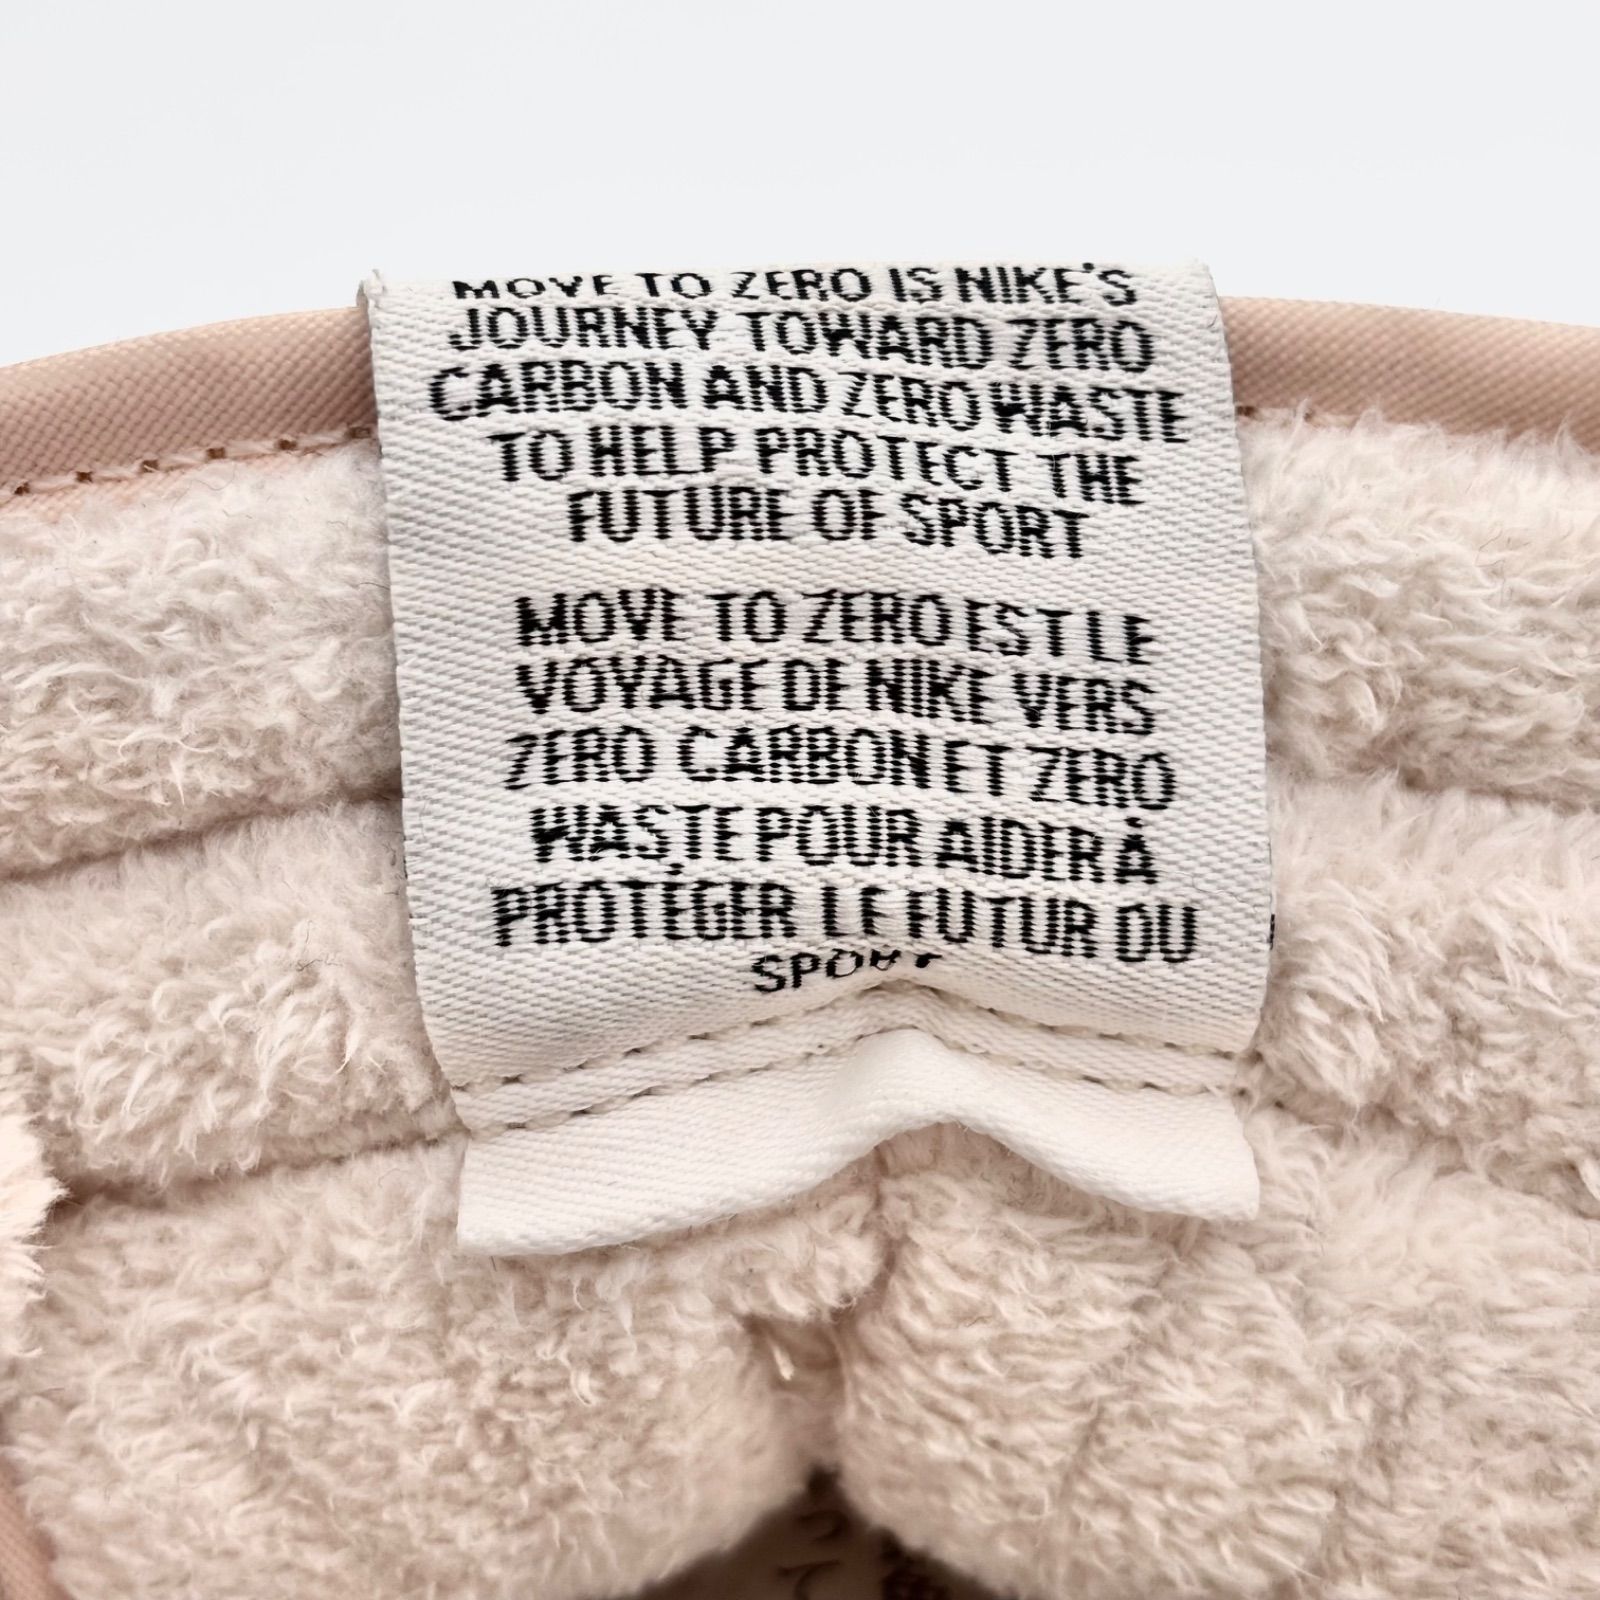 MOVE TO ZERO IS NIKE'S
JOURNEY TOWARD ZERO
CARBON AND ZERO WASTE
TO HELP PROTECT THE
FUTURE OF SPORT
MOVE TO ZERO EST LE
VOYAGE DE NIKE VERS
ZERO CARBON ET ZERO
WASTE POUR AIDER À
PROTÉGER LE FUTUR DU
SPORT